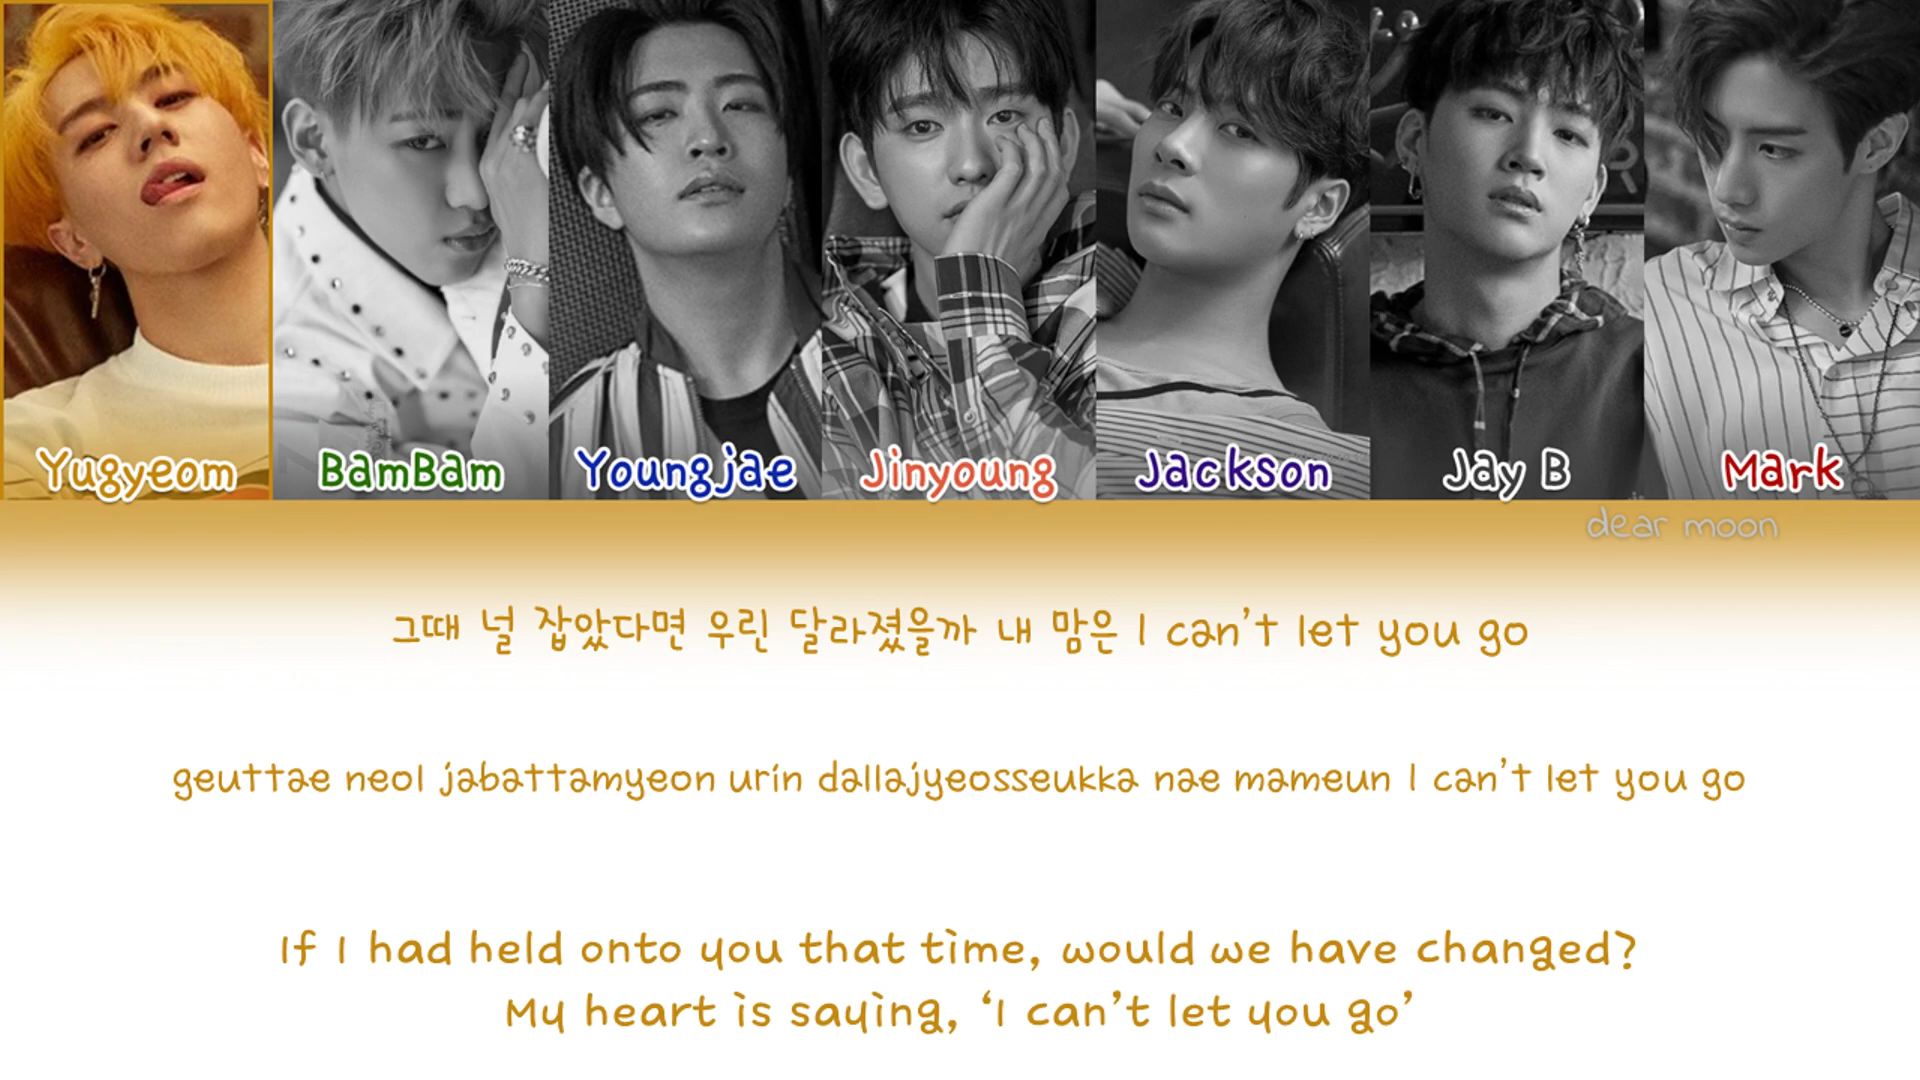 Yugyeom BamBam Youngjae Jinyoung Jackson Jay B Mark
dear moon
그때 널 잡았다면 우린 달라졌을까 내 맘은 I can't let you go
geuttae neol jabattamyeon urin dallajyeosseukka nae mameun I can't let you go
If I had held onto you that time, would we have changed?
My heart is saying, ‘I can’t let you go’